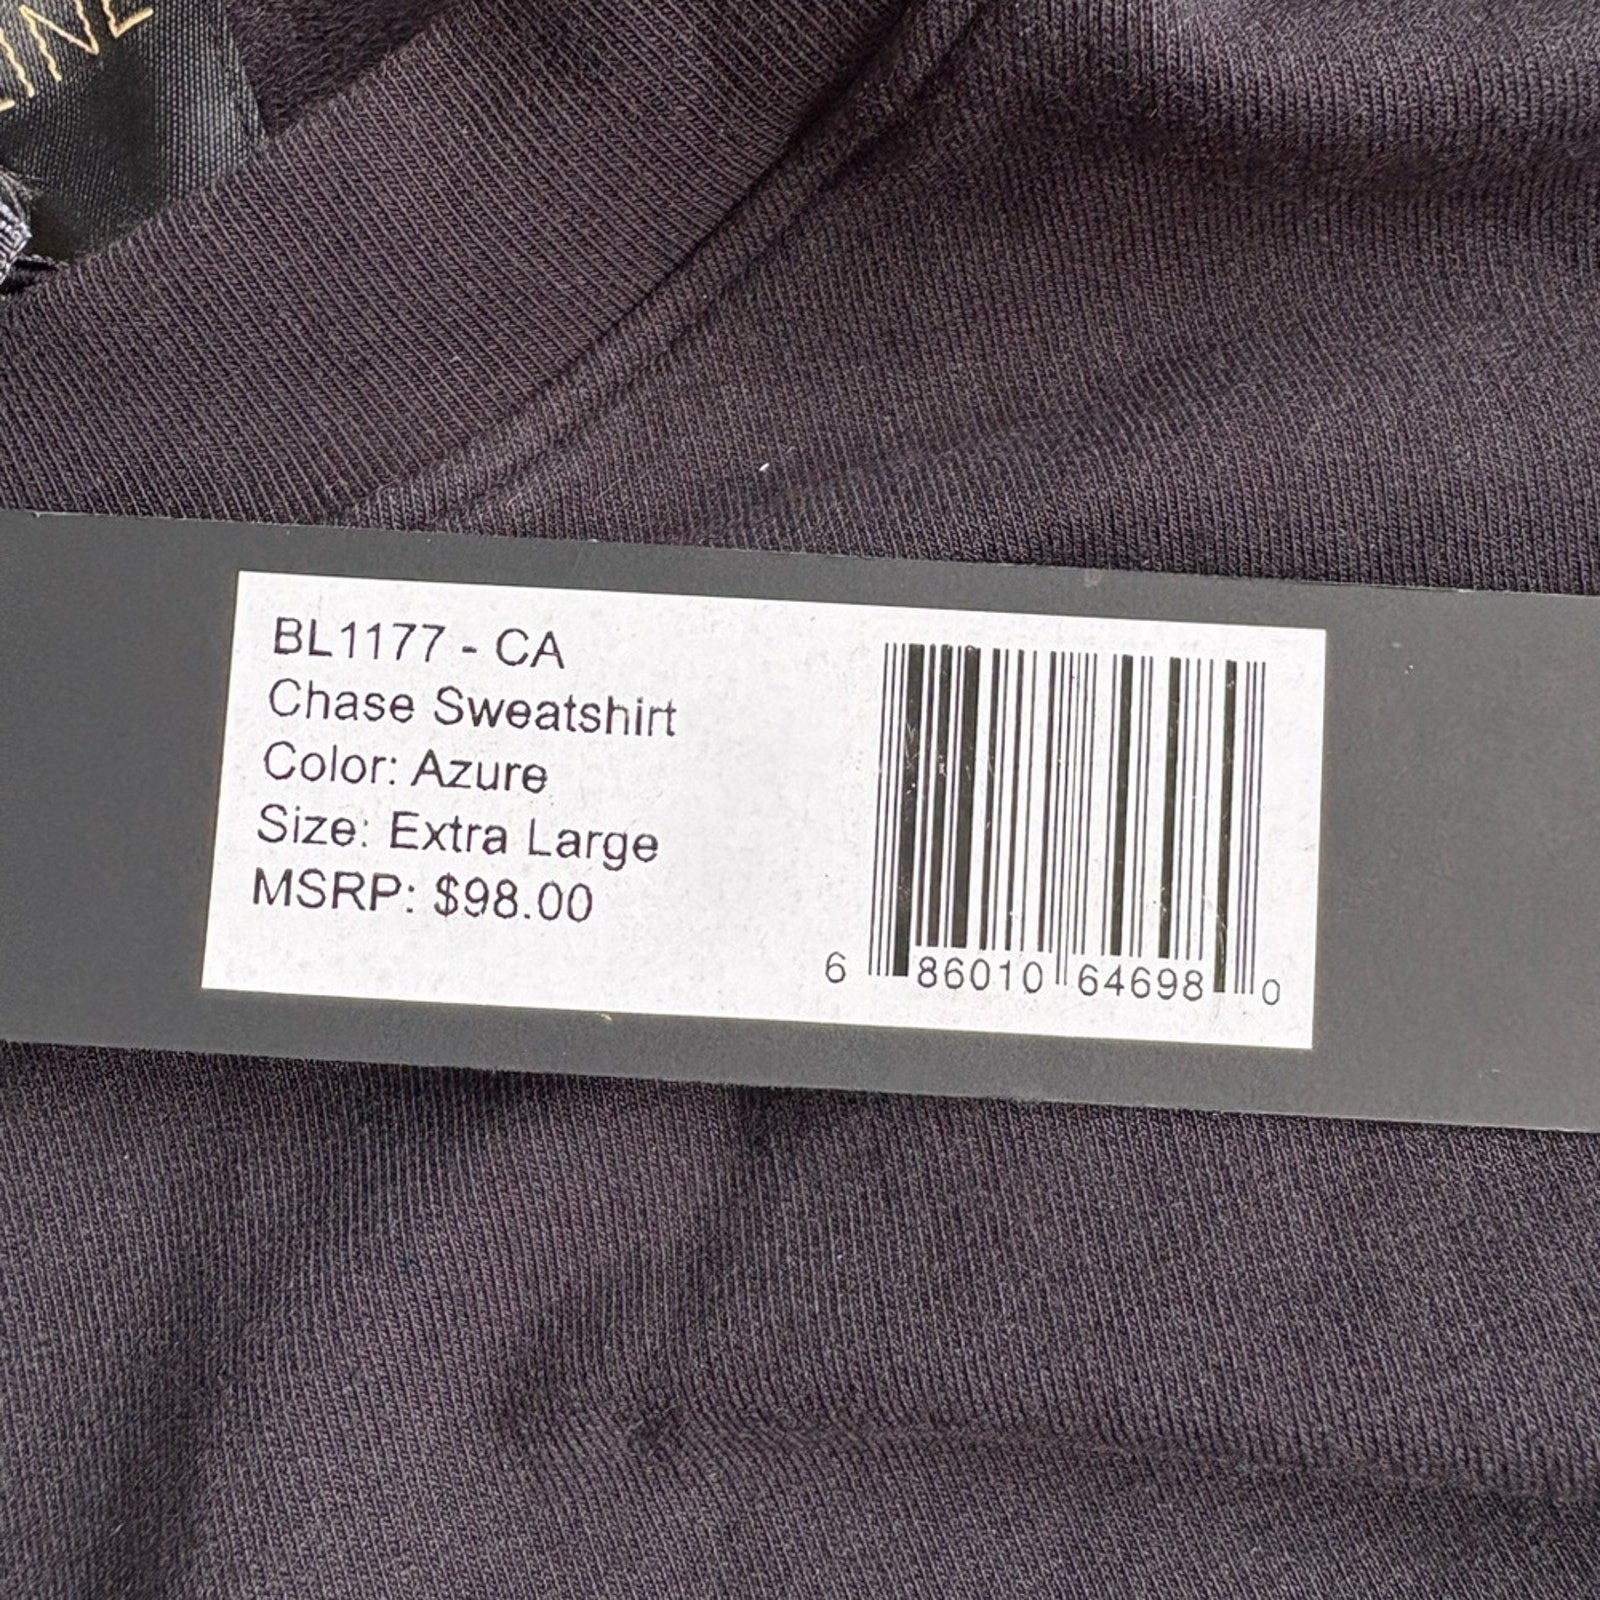 BL1177 - CA
Chase Sweatshirt
Color: Azure
Size: Extra Large
MSRP: $98.00
6 86010 64698 0